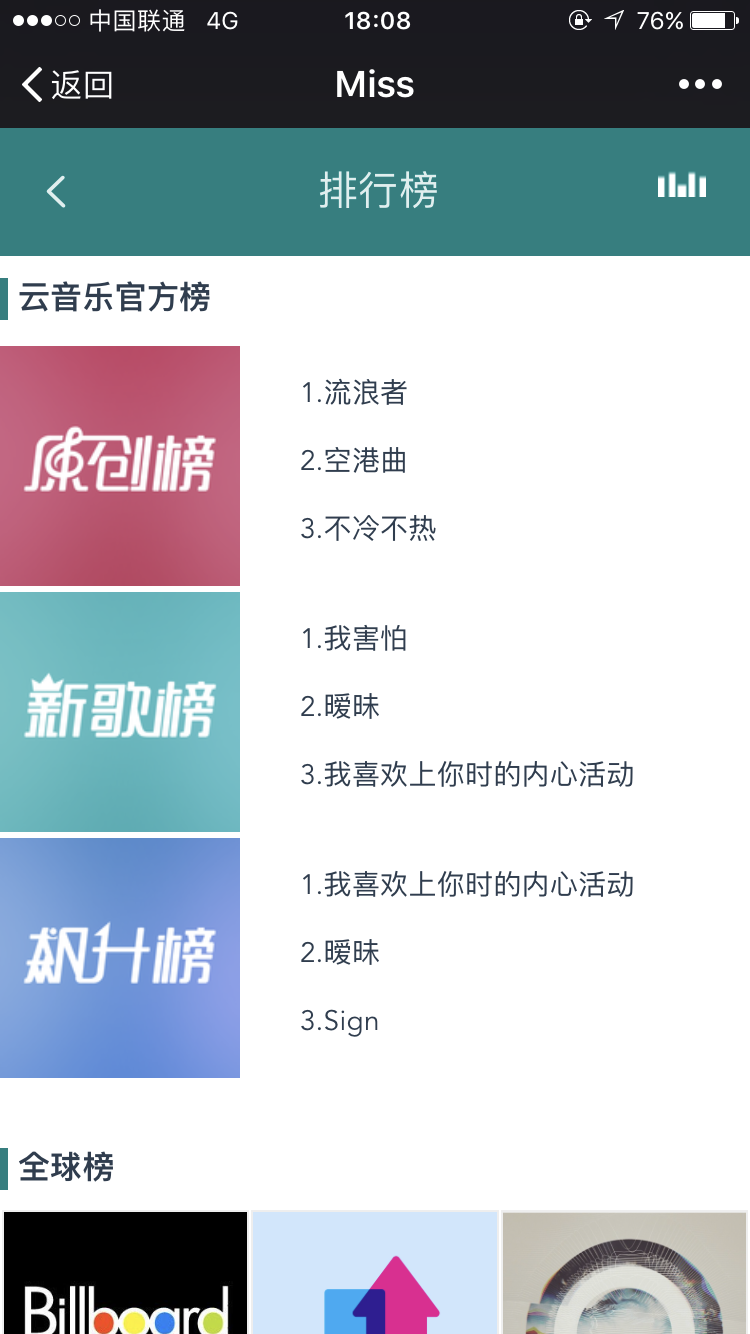 中国联通 4G 18:08 76%
返回 Miss
排行榜
云音乐官方榜
原创榜
1.流浪者
2.空港曲
3.不冷不热
新歌榜
1.我害怕
2.暧昧
3.我喜欢上你时的内心活动
飙升榜
1.我喜欢上你时的内心活动
2.暧昧
3.Sign
全球榜
Billboard